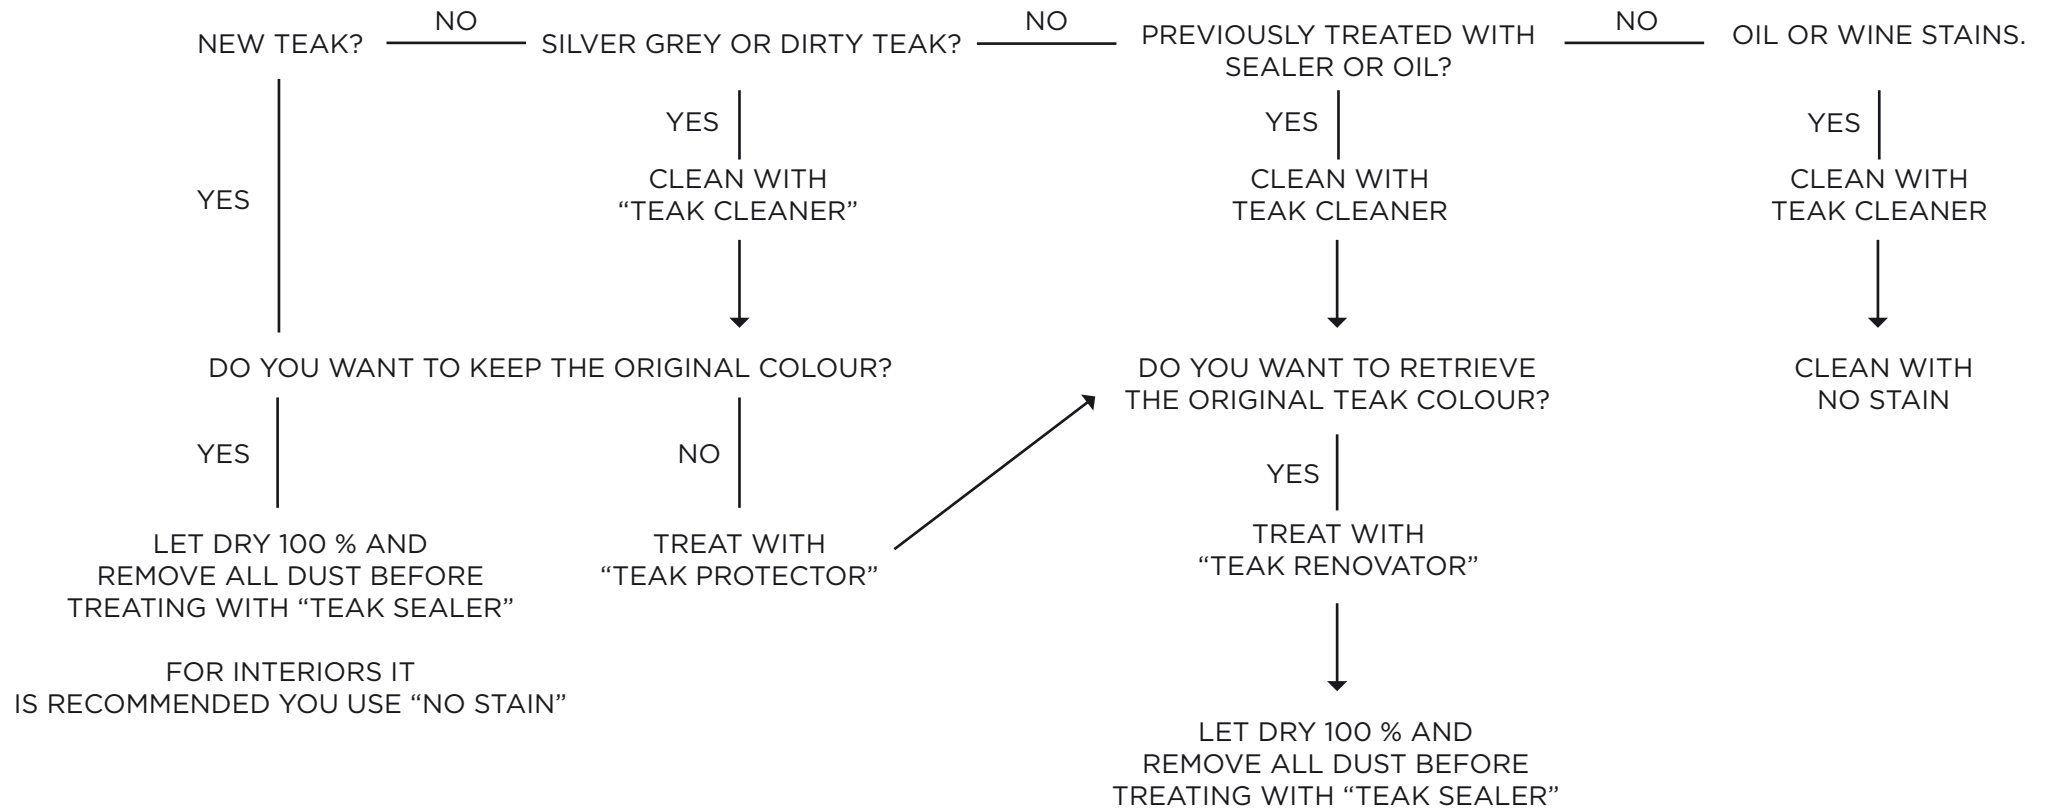 NEW TEAK?
NO
SILVER GREY OR DIRTY TEAK?
NO
PREVIOUSLY TREATED WITH
SEALER OR OIL?
NO
OIL OR WINE STAINS.
YES
YES
YES
YES
CLEAN WITH
“TEAK CLEANER”
CLEAN WITH
TEAK CLEANER
CLEAN WITH
TEAK CLEANER
DO YOU WANT TO KEEP THE ORIGINAL COLOUR?
DO YOU WANT TO RETRIEVE
THE ORIGINAL TEAK COLOUR?
CLEAN WITH
NO STAIN
YES
NO
YES
LET DRY 100 % AND
REMOVE ALL DUST BEFORE
TREATING WITH “TEAK SEALER”
TREAT WITH
“TEAK PROTECTOR”
TREAT WITH
“TEAK RENOVATOR”
FOR INTERIORS IT
IS RECOMMENDED YOU USE “NO STAIN”
LET DRY 100 % AND
REMOVE ALL DUST BEFORE
TREATING WITH “TEAK SEALER”